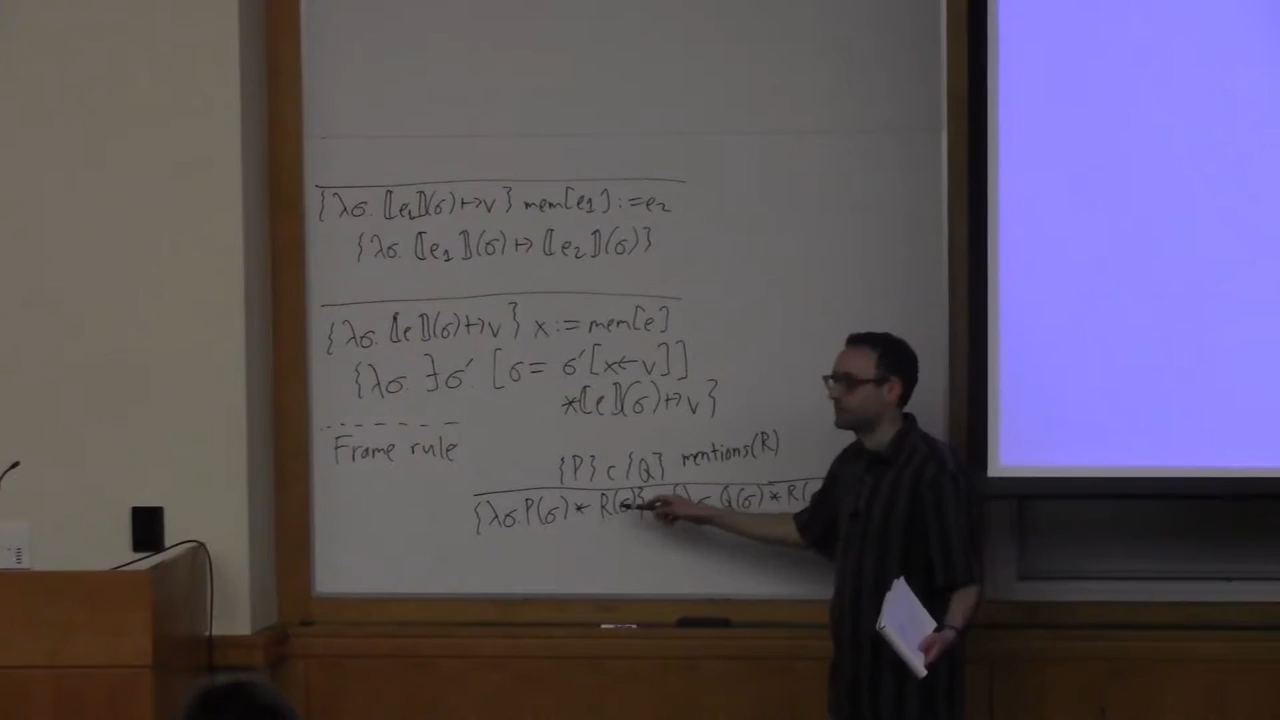 {λσ. ⟦e₁⟧(σ)↦v} mem[e₁]:=e₂
{λσ. ⟦e₁⟧(σ)↦⟦e₂⟧(σ)}
{λσ. ⟦e⟧(σ)↦v} x:= mem[e]
{λσ. ∃σ'. [σ= σ'[x←v]]
*⟦e⟧(σ)↦v}
Frame rule
{P} c {Q} mentions(R)
{λσ.P(σ)* R(σ)} Q(σ)*R(